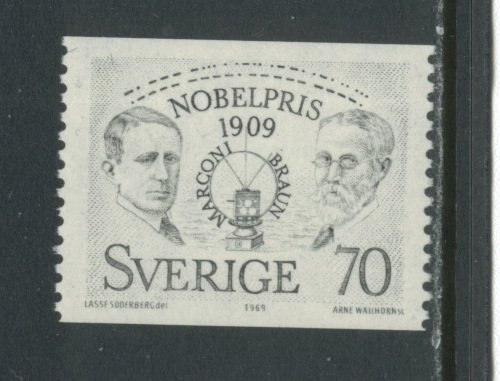 NOBELPRIS
1909
MARCONI
BRAUN
SVERIGE 70
LASSE SÖDERBERG del 1969 ARNE WALLHORN SC